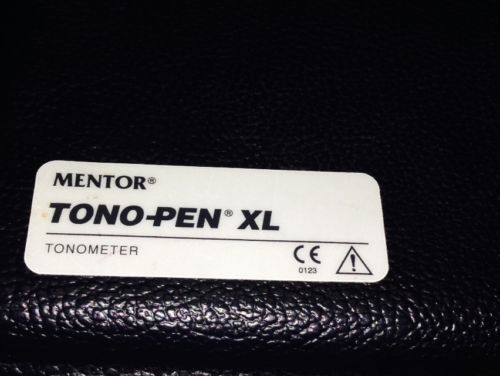 MENTOR®
TONO-PEN® XL
TONOMETER
CE
0123